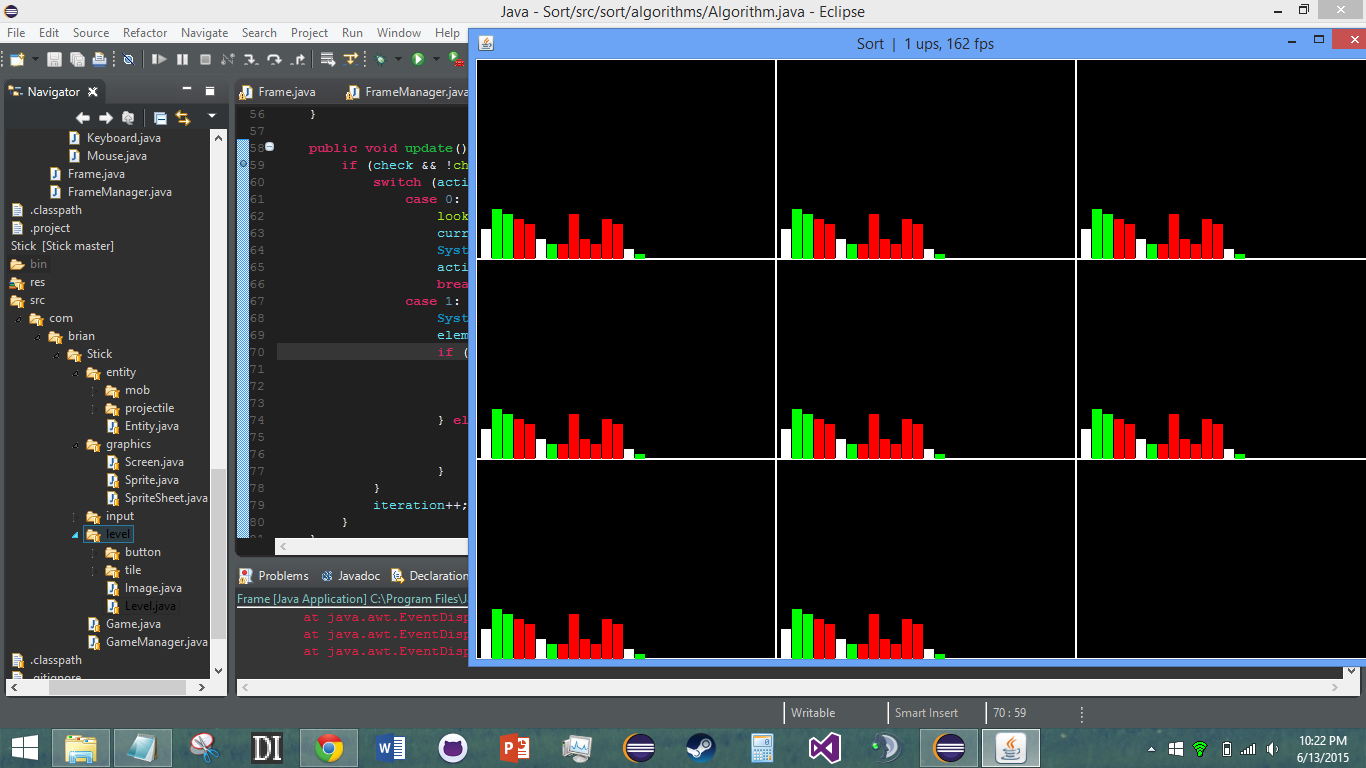 Java - Sort/src/sort/algorithms/Algorithm.java - Eclipse
File Edit Source Refactor Navigate Search Project Run Window Help
Sort | 1 ups, 162 fps
Navigator
Keyboard.java
Mouse.java
Frame.java
FrameManager.java
.classpath
.project
Stick [Stick master]
bin
res
src
com
brian
Stick
entity
mob
projectile
Entity.java
graphics
Screen.java
Sprite.java
SpriteSheet.java
input
level
button
tile
Image.java
Level.java
Game.java
GameManager.java
.classpath
.gitignore
Frame.java FrameManager.java
56 }
57
58 public void update()
59 if (check && !ch
60 switch (acti
61 case 0:
62 look
63 curr
64 Syst
65 acti
66 brea
67 case 1:
68 Syst
69 elem
70 if (
71
72
73
74 } el
75
76
77 }
78 }
79 iteration++;
80 }
Problems Javadoc Declaration
Frame [Java Application] C:\Program Files\J
at java.awt.EventDisp
at java.awt.EventDisp
at java.awt.EventDisp
Writable Smart Insert 70 : 59
DI
10:22 PM
6/13/2015